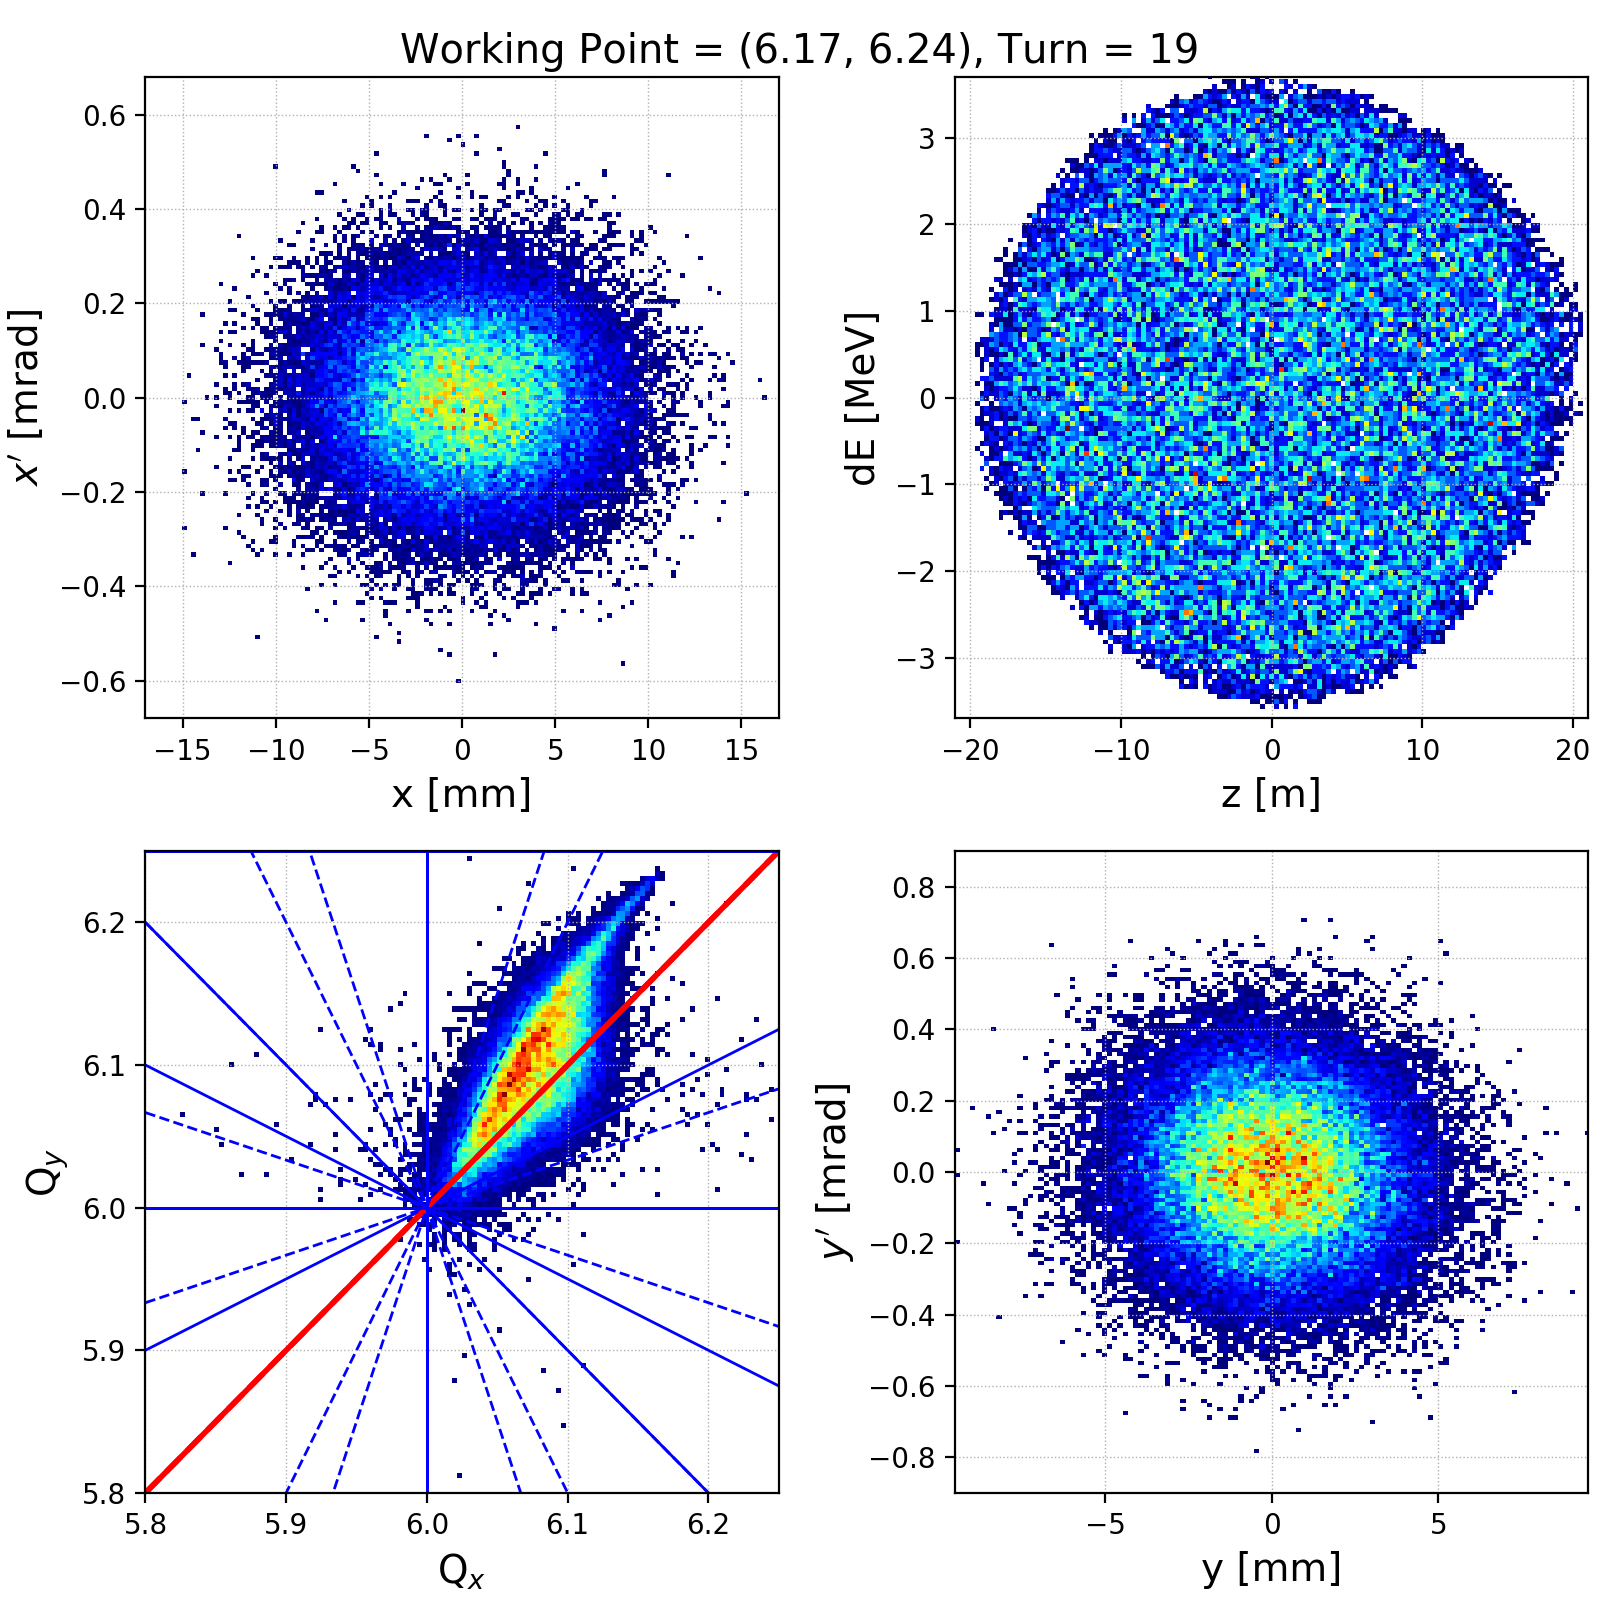 Working Point = (6.17, 6.24), Turn = 19
0.6
0.4
0.2
0.0
−0.2
−0.4
−0.6
x′ [mrad]
−15 −10 −5 0 5 10 15
x [mm]
3
2
1
0
−1
−2
−3
dE [MeV]
−20 −10 0 10 20
z [m]
6.2
6.1
6.0
5.9
5.8
Qy
5.8 5.9 6.0 6.1 6.2
Qx
0.8
0.6
0.4
0.2
0.0
−0.2
−0.4
−0.6
−0.8
y′ [mrad]
−5 0 5
y [mm]